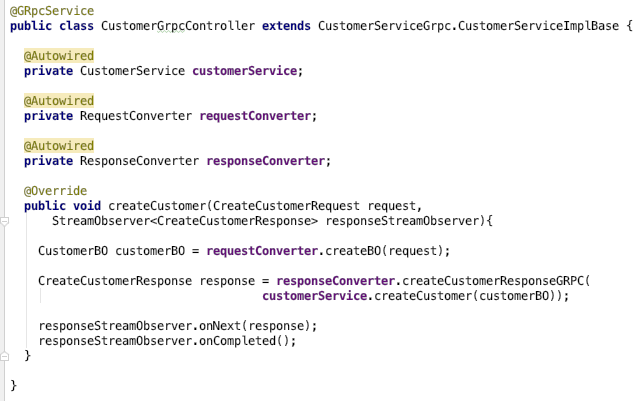 @GRpcService
public class CustomerGrpcController extends CustomerServiceGrpc.CustomerServiceImplBase {
@Autowired
private CustomerService customerService;
@Autowired
private RequestConverter requestConverter;
@Autowired
private ResponseConverter responseConverter;
@Override
public void createCustomer(CreateCustomerRequest request,
StreamObserver<CreateCustomerResponse> responseStreamObserver){
CustomerBO customerBO = requestConverter.createBO(request);
CreateCustomerResponse response = responseConverter.createCustomerResponseGRPC(
customerService.createCustomer(customerBO));
responseStreamObserver.onNext(response);
responseStreamObserver.onCompleted();
}
}